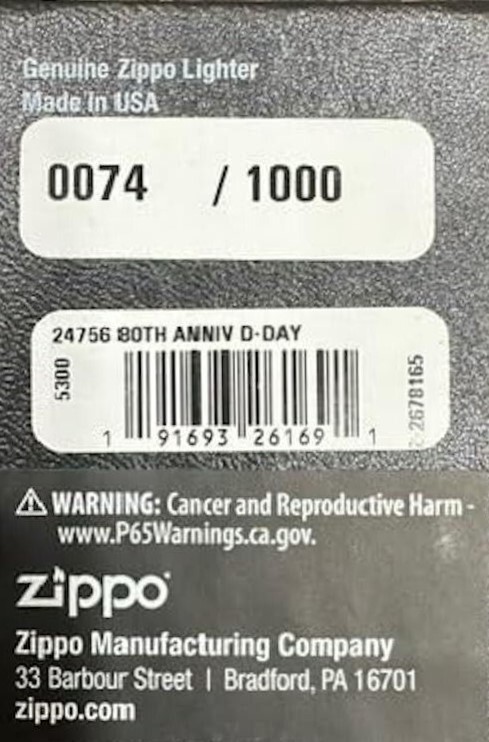 Genuine Zippo Lighter
Made in USA
0074 / 1000
24756 80TH ANNIV D-DAY
5300
1 91693 26169 1
2678165
⚠ WARNING: Cancer and Reproductive Harm -
www.P65Warnings.ca.gov.
zippo
Zippo Manufacturing Company
33 Barbour Street | Bradford, PA 16701
zippo.com